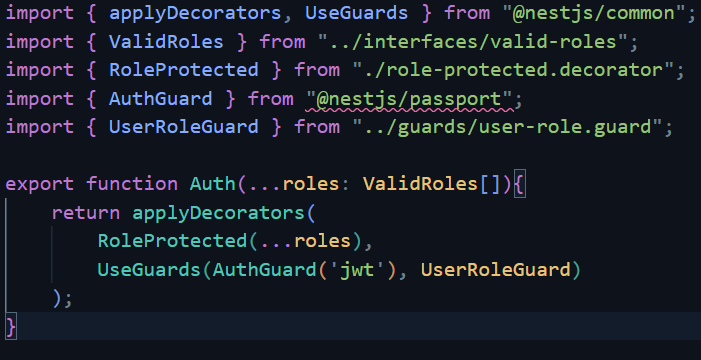 import { applyDecorators, UseGuards } from "@nestjs/common";
import { ValidRoles } from "../interfaces/valid-roles";
import { RoleProtected } from "./role-protected.decorator";
import { AuthGuard } from "@nestjs/passport";
import { UserRoleGuard } from "../guards/user-role.guard";

export function Auth(...roles: ValidRoles[]){
    return applyDecorators(
        RoleProtected(...roles),
        UseGuards(AuthGuard('jwt'), UserRoleGuard)
    );
}